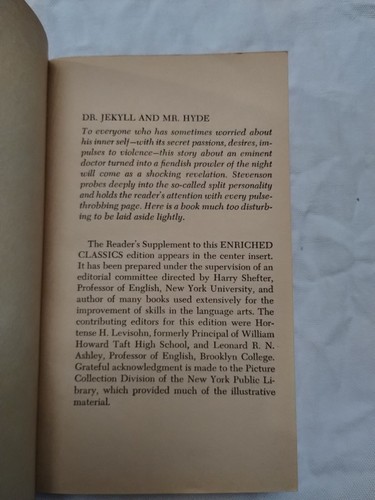 DR. JEKYLL AND MR. HYDE
To everyone who has sometimes worried about
his inner self—with its secret passions, desires, im-
pulses to violence—this story about an eminent
doctor turned into a fiendish prowler of the night
will come as a shocking revelation. Stevenson
probes deeply into the so-called split personality
and holds the reader's attention with every pulse-
throbbing page. Here is a book much too disturb-
ing to be laid aside lightly.
The Reader's Supplement to this ENRICHED
CLASSICS edition appears in the center insert.
It has been prepared under the supervision of an
editorial committee directed by Harry Shefter,
Professor of English, New York University, and
author of many books used extensively for the
improvement of skills in the language arts. The
contributing editors for this edition were Hor-
tense H. Levisohn, formerly Principal of William
Howard Taft High School, and Leonard R. N.
Ashley, Professor of English, Brooklyn College.
Grateful acknowledgment is made to the Picture
Collection Division of the New York Public Li-
brary, which provided much of the illustrative
material.